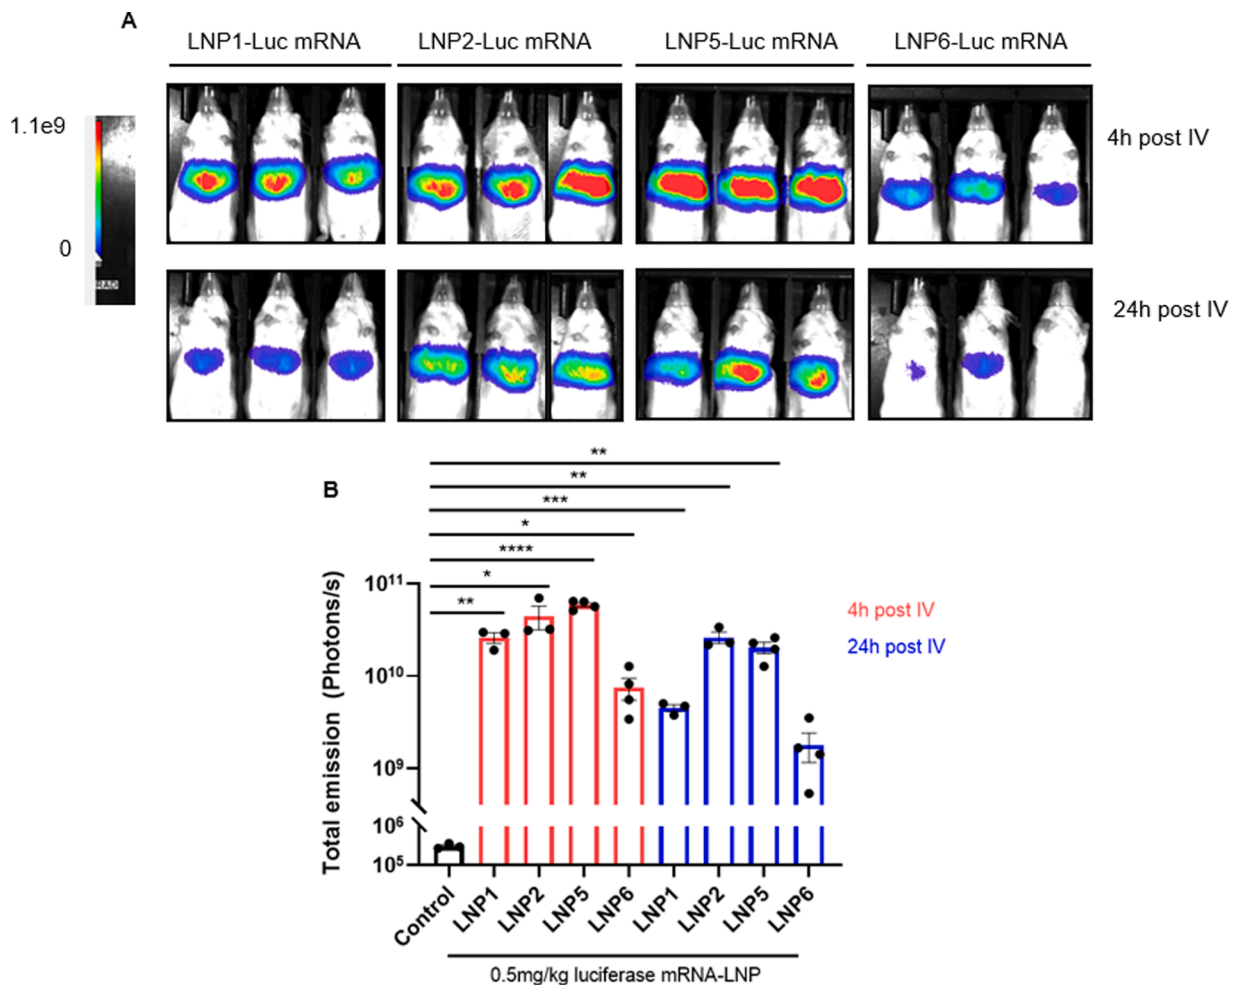 A
LNP1-Luc mRNA
LNP2-Luc mRNA
LNP5-Luc mRNA
LNP6-Luc mRNA
1.1e9
0
RAD
4h post IV
24h post IV
B
**
**
***
*
****
*
**
Total emission (Photons/s)
10¹¹
10¹⁰
10⁹
10⁶
10⁵
4h post IV
24h post IV
Control
LNP1
LNP2
LNP5
LNP6
LNP1
LNP2
LNP5
LNP6
0.5mg/kg luciferase mRNA-LNP